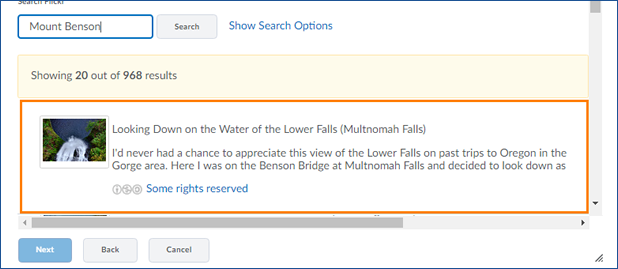 Search Flickr
Mount Benson
Search
Show Search Options
Showing 20 out of 968 results
Looking Down on the Water of the Lower Falls (Multnomah Falls)
I'd never had a chance to appreciate this view of the Lower Falls on past trips to Oregon in the
Gorge area. Here I was on the Benson Bridge at Multnomah Falls and decided to look down as
Some rights reserved
Next
Back
Cancel